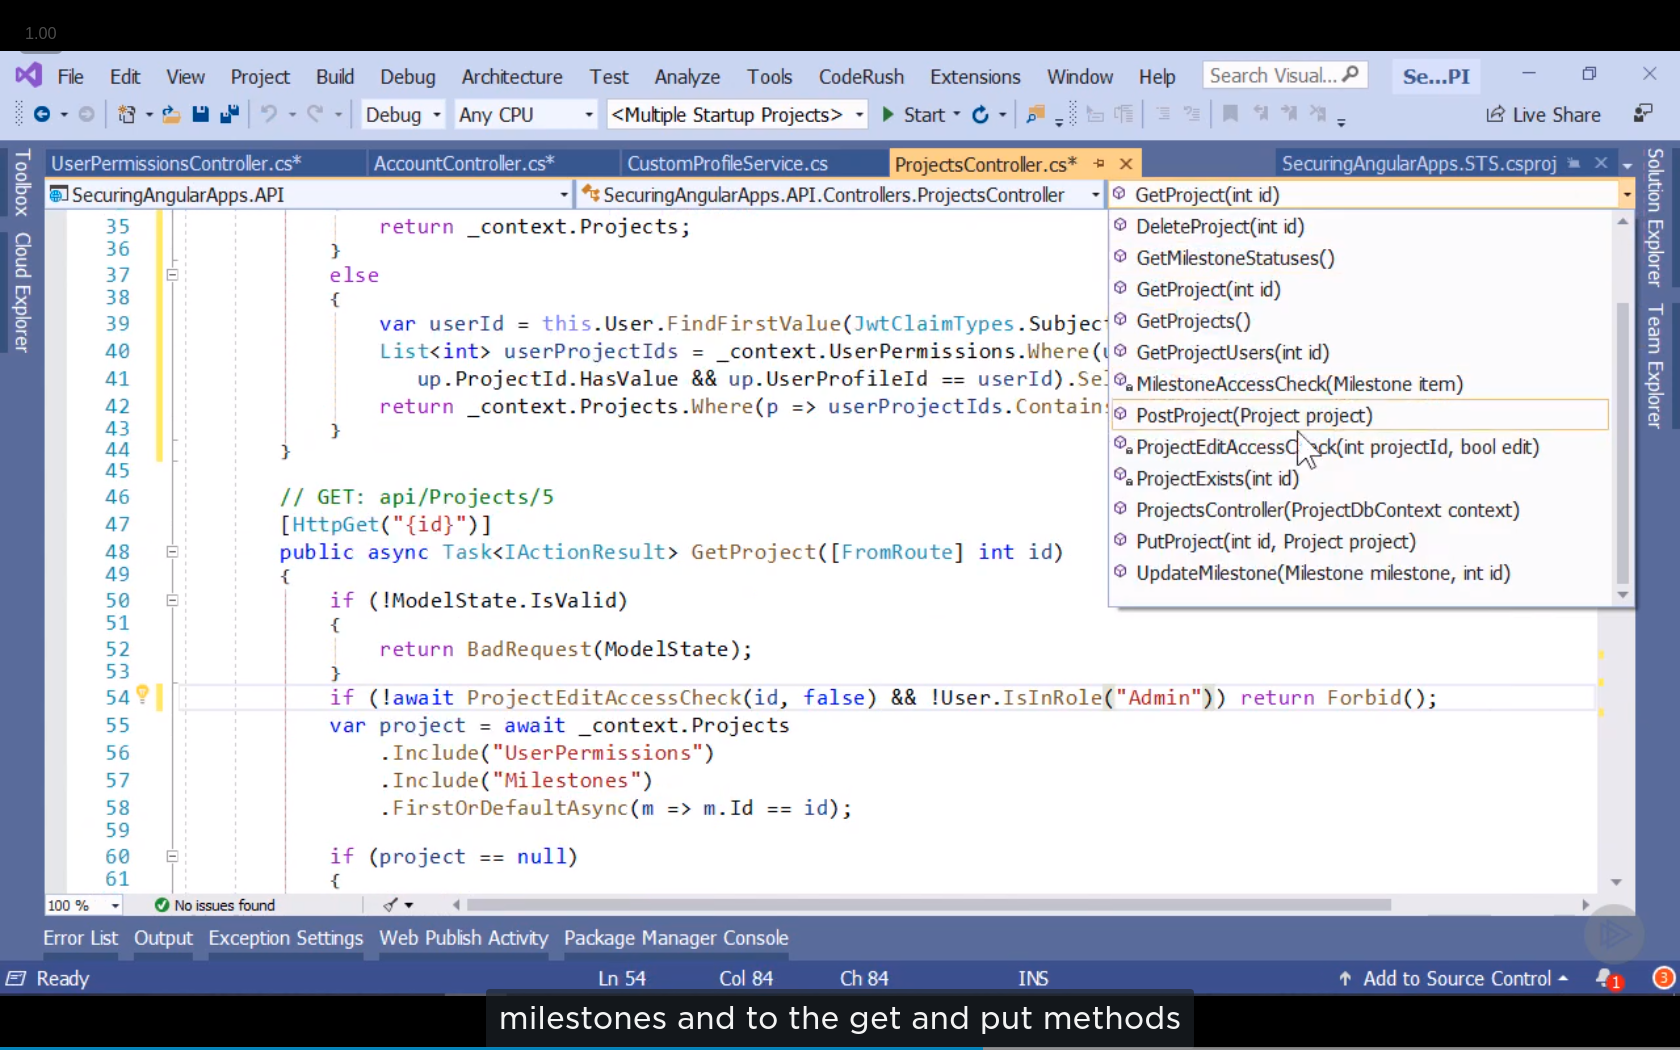 1.00
File Edit View Project Build Debug Architecture Test Analyze Tools CodeRush Extensions Window Help Search Visual... Se...PI
Debug Any CPU <Multiple Startup Projects> Start Live Share
UserPermissionsController.cs* AccountController.cs* CustomProfileService.cs ProjectsController.cs* SecuringAngularApps.STS.csproj
SecuringAngularApps.API SecuringAngularApps.API.Controllers.ProjectsController GetProject(int id)
Toolbox
Cloud Explorer
35 return _context.Projects;
36 }
37 else
38 {
39 var userId = this.User.FindFirstValue(JwtClaimTypes.Subject
40 List<int> userProjectIds = _context.UserPermissions.Where(u
41 up.ProjectId.HasValue && up.UserProfileId == userId).Sel
42 return _context.Projects.Where(p => userProjectIds.Contains
43 }
44 }
45
46 // GET: api/Projects/5
47 [HttpGet("{id}")]
48 public async Task<IActionResult> GetProject([FromRoute] int id)
49 {
50 if (!ModelState.IsValid)
51 {
52 return BadRequest(ModelState);
53 }
54 if (!await ProjectEditAccessCheck(id, false) && !User.IsInRole("Admin")) return Forbid();
55 var project = await _context.Projects
56 .Include("UserPermissions")
57 .Include("Milestones")
58 .FirstOrDefaultAsync(m => m.Id == id);
59
60 if (project == null)
61 {
DeleteProject(int id)
GetMilestoneStatuses()
GetProject(int id)
GetProjects()
GetProjectUsers(int id)
MilestoneAccessCheck(Milestone item)
PostProject(Project project)
ProjectEditAccessCheck(int projectId, bool edit)
ProjectExists(int id)
ProjectsController(ProjectDbContext context)
PutProject(int id, Project project)
UpdateMilestone(Milestone milestone, int id)
Solution Explorer
Team Explorer
100 % No issues found
Error List Output Exception Settings Web Publish Activity Package Manager Console
Ready Ln 54 Col 84 Ch 84 INS Add to Source Control 1 3
milestones and to the get and put methods